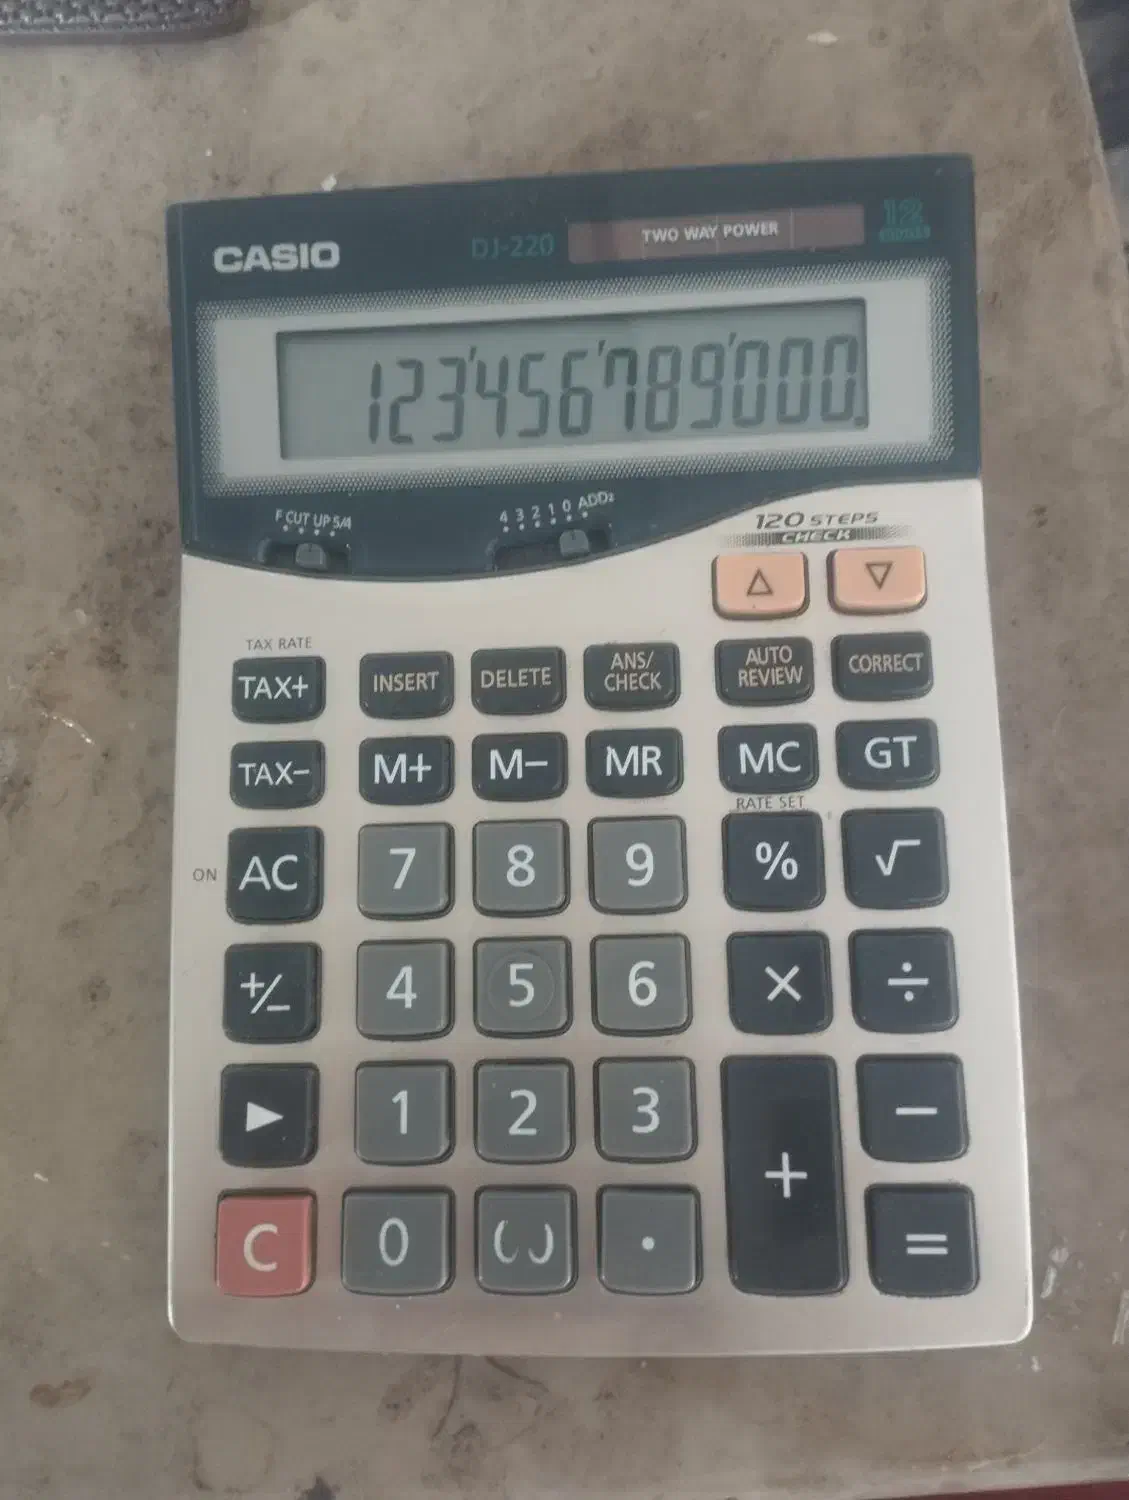 CASIO DJ-220 TWO WAY POWER 12
123'456'789'000.
F CUT UP 5/4 4 3 2 1 0 ADD2
120 STEPS
CHECK
△ ▽
TAX RATE
TAX+ INSERT DELETE ANS/CHECK AUTO REVIEW CORRECT
TAX− M+ M− MR MC GT
RATE SET
ON AC 7 8 9 % √
+/− 4 5 6 × ÷
▶ 1 2 3 + −
C 0 00 · =